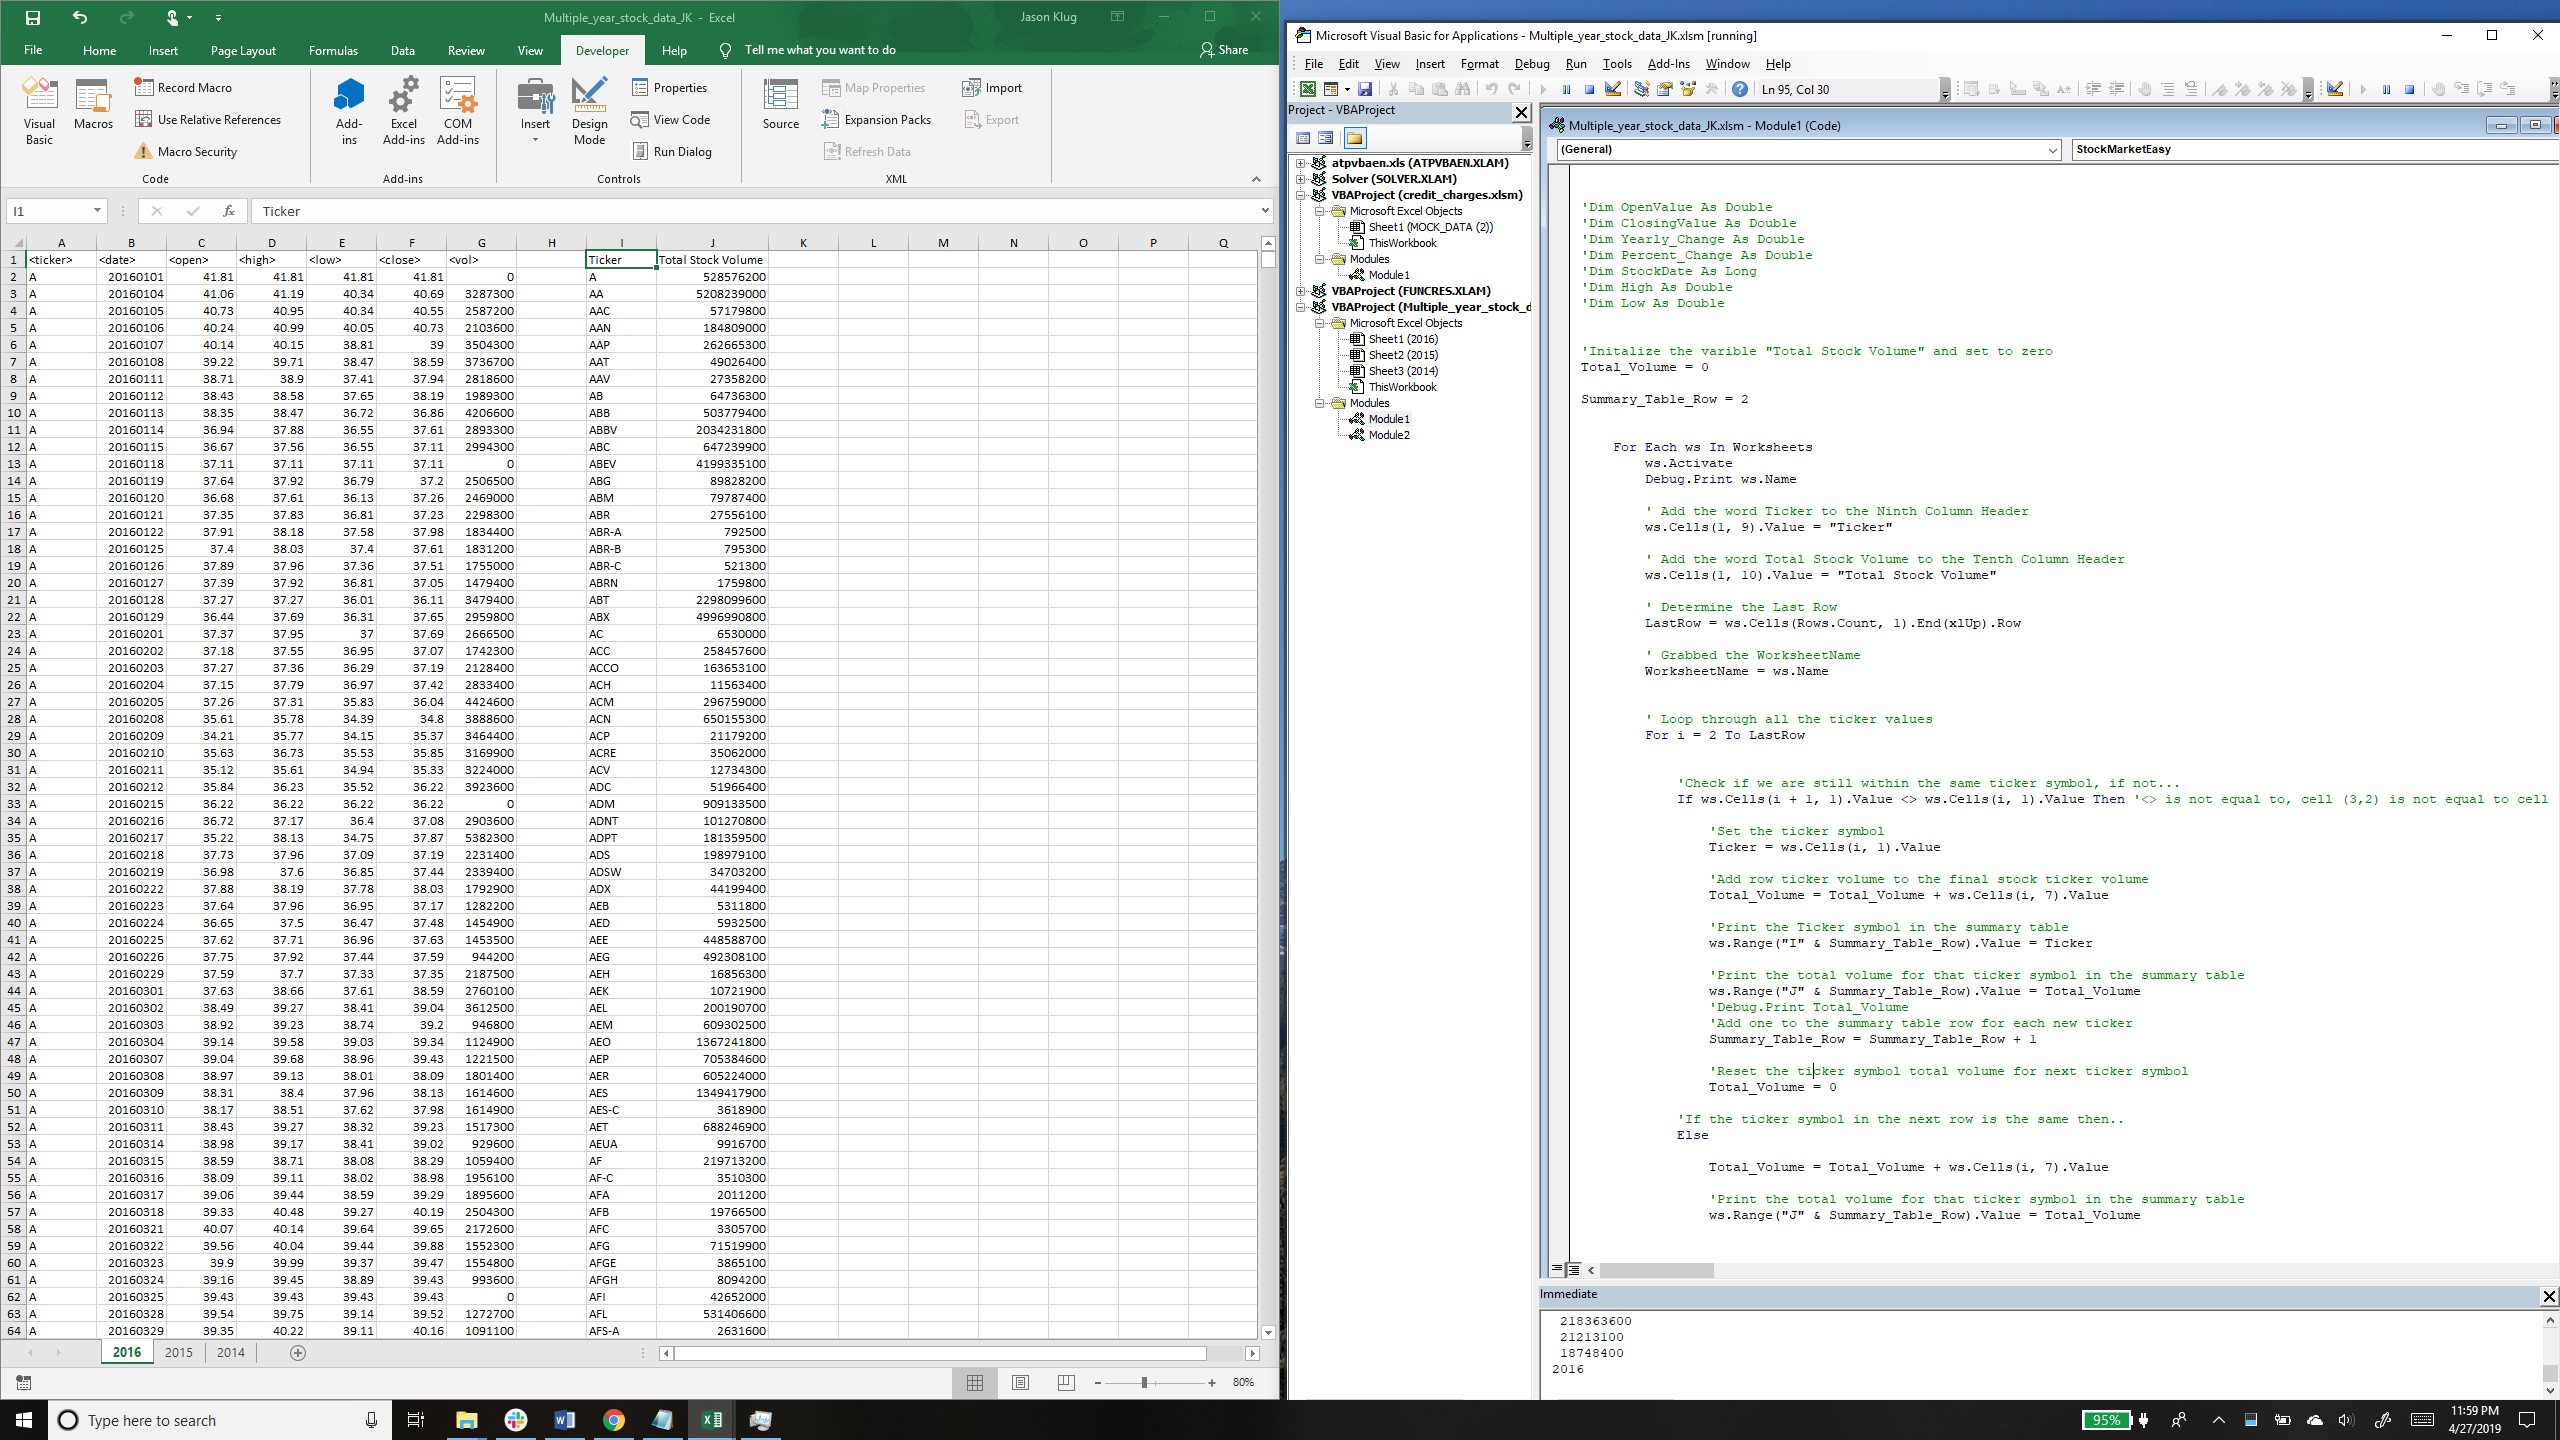 Multiple_year_stock_data_JK - Excel
Jason Klug
File Home Insert Page Layout Formulas Data Review View Developer Help Tell me what you want to do Share
Visual Basic
Macros
Record Macro
Use Relative References
Macro Security
Code
Add-ins
Excel Add-ins
COM Add-ins
Add-ins
Insert
Design Mode
Properties
View Code
Run Dialog
Controls
Source
Map Properties
Expansion Packs
Refresh Data
Import
Export
XML
I1 fx Ticker
A B C D E F G H I J K L M N O P Q
1 <ticker> <date> <open> <high> <low> <close> <vol> Ticker Total Stock Volume
2 A 20160101 41.81 41.81 41.81 41.81 0 A 528576200
3 A 20160104 41.06 41.19 40.34 40.69 3287300 AA 5208239000
4 A 20160105 40.73 40.95 40.34 40.55 2587200 AAC 57179800
5 A 20160106 40.24 40.99 40.05 40.73 2103600 AAN 184809000
6 A 20160107 40.14 40.15 38.81 39 3504300 AAP 262665300
7 A 20160108 39.22 39.71 38.47 38.59 3736700 AAT 49026400
8 A 20160111 38.71 38.9 37.41 37.94 2818600 AAV 27358200
9 A 20160112 38.43 38.58 37.65 38.19 1989300 AB 64736300
10 A 20160113 38.35 38.47 36.72 36.86 4206600 ABB 503779400
11 A 20160114 36.94 37.88 36.55 37.61 2893300 ABBV 2034231800
12 A 20160115 36.67 37.56 36.55 37.11 2994300 ABC 647239900
13 A 20160118 37.11 37.11 37.11 37.11 0 ABEV 4199335100
14 A 20160119 37.64 37.92 36.79 37.2 2506500 ABG 89828200
15 A 20160120 36.68 37.61 36.13 37.26 2469000 ABM 79787400
16 A 20160121 37.35 37.83 36.81 37.23 2298300 ABR 27556100
17 A 20160122 37.91 38.18 37.58 37.98 1834400 ABR-A 792500
18 A 20160125 37.4 38.03 37.4 37.61 1831200 ABR-B 795300
19 A 20160126 37.89 37.96 37.36 37.51 1755000 ABR-C 521300
20 A 20160127 37.39 37.92 36.81 37.05 1479400 ABRN 1759800
21 A 20160128 37.27 37.27 36.01 36.11 3479400 ABT 2298099600
22 A 20160129 36.44 37.69 36.31 37.65 2959800 ABX 4996990800
23 A 20160201 37.37 37.95 37 37.69 2666500 AC 6530000
24 A 20160202 37.18 37.55 36.95 37.07 1742300 ACC 258457600
25 A 20160203 37.27 37.36 36.29 37.19 2128400 ACCO 163653100
26 A 20160204 37.15 37.79 36.97 37.42 2833400 ACH 11563400
27 A 20160205 37.26 37.31 35.83 36.04 4424600 ACM 296759000
28 A 20160208 35.61 35.78 34.39 34.8 3888600 ACN 650155300
29 A 20160209 34.21 35.77 34.15 35.37 3464400 ACP 21179200
30 A 20160210 35.63 36.73 35.53 35.85 3169900 ACRE 35062000
31 A 20160211 35.12 35.61 34.94 35.33 3224000 ACV 12734300
32 A 20160212 35.84 36.23 35.52 36.22 3923600 ADC 51966400
33 A 20160215 36.22 36.22 36.22 36.22 0 ADM 909133500
34 A 20160216 36.72 37.17 36.4 37.08 2903600 ADNT 101270800
35 A 20160217 35.22 38.13 34.75 37.87 5382300 ADPT 181359500
36 A 20160218 37.73 37.96 37.09 37.19 2231400 ADS 198979100
37 A 20160219 36.98 37.6 36.85 37.44 2339400 ADSW 34703200
38 A 20160222 37.88 38.19 37.78 38.03 1792900 ADX 44199400
39 A 20160223 37.64 37.96 36.95 37.17 1282200 AEB 5311800
40 A 20160224 36.65 37.5 36.47 37.48 1454900 AED 5932500
41 A 20160225 37.62 37.71 36.96 37.63 1453500 AEE 448588700
42 A 20160226 37.75 37.92 37.44 37.59 944200 AEG 492308100
43 A 20160229 37.59 37.7 37.33 37.35 2187500 AEH 16856300
44 A 20160301 37.63 38.66 37.61 38.59 2760100 AEK 10721900
45 A 20160302 38.49 39.27 38.41 39.04 3612500 AEL 200190700
46 A 20160303 38.92 39.23 38.74 39.2 946800 AEM 609302500
47 A 20160304 39.14 39.58 39.03 39.34 1124900 AEO 1367241800
48 A 20160307 39.04 39.68 38.96 39.43 1221500 AEP 705384600
49 A 20160308 38.97 39.13 38.01 38.09 1801400 AER 605224000
50 A 20160309 38.31 38.4 37.96 38.13 1614600 AES 1349417900
51 A 20160310 38.17 38.51 37.62 37.98 1614900 AES-C 3618900
52 A 20160311 38.43 39.27 38.32 39.23 1517300 AET 688246900
53 A 20160314 38.98 39.17 38.41 39.02 929600 AEUA 9916700
54 A 20160315 38.59 38.71 38.08 38.29 1059400 AF 219713200
55 A 20160316 38.09 39.11 38.02 38.98 1956100 AF-C 3510300
56 A 20160317 39.06 39.44 38.59 39.29 1895600 AFA 2011200
57 A 20160318 39.33 40.48 39.27 40.19 2504300 AFB 19766500
58 A 20160321 40.07 40.14 39.64 39.65 2172600 AFC 3305700
59 A 20160322 39.56 40.04 39.44 39.88 1552300 AFG 71519900
60 A 20160323 39.9 39.99 39.37 39.47 1554800 AFGE 3865100
61 A 20160324 39.16 39.45 38.89 39.43 993600 AFGH 8094200
62 A 20160325 39.43 39.43 39.43 39.43 0 AFI 42652000
63 A 20160328 39.54 39.75 39.14 39.52 1272700 AFL 531406600
64 A 20160329 39.35 40.22 39.11 40.16 1091100 AFS-A 2631600
2016 2015 2014
80%
Microsoft Visual Basic for Applications - Multiple_year_stock_data_JK.xlsm [running]
File Edit View Insert Format Debug Run Tools Add-Ins Window Help
Ln 95, Col 30
Project - VBAProject
atpvbaen.xls (ATPVBAEN.XLAM)
Solver (SOLVER.XLAM)
VBAProject (credit_charges.xlsm)
Microsoft Excel Objects
Sheet1 (MOCK_DATA (2))
ThisWorkbook
Modules
Module1
VBAProject (FUNCRES.XLAM)
VBAProject (Multiple_year_stock_d
Microsoft Excel Objects
Sheet1 (2016)
Sheet2 (2015)
Sheet3 (2014)
ThisWorkbook
Modules
Module1
Module2
Multiple_year_stock_data_JK.xlsm - Module1 (Code)
(General) StockMarketEasy
'Dim OpenValue As Double
'Dim ClosingValue As Double
'Dim Yearly_Change As Double
'Dim Percent_Change As Double
'Dim StockDate As Long
'Dim High As Double
'Dim Low As Double
'Initalize the varible "Total Stock Volume" and set to zero
Total_Volume = 0
Summary_Table_Row = 2
For Each ws In Worksheets
ws.Activate
Debug.Print ws.Name
' Add the word Ticker to the Ninth Column Header
ws.Cells(1, 9).Value = "Ticker"
' Add the word Total Stock Volume to the Tenth Column Header
ws.Cells(1, 10).Value = "Total Stock Volume"
' Determine the Last Row
LastRow = ws.Cells(Rows.Count, 1).End(xlUp).Row
' Grabbed the WorksheetName
WorksheetName = ws.Name
' Loop through all the ticker values
For i = 2 To LastRow
'Check if we are still within the same ticker symbol, if not...
If ws.Cells(i + 1, 1).Value <> ws.Cells(i, 1).Value Then '<> is not equal to, cell (3,2) is not equal to cell
'Set the ticker symbol
Ticker = ws.Cells(i, 1).Value
'Add row ticker volume to the final stock ticker volume
Total_Volume = Total_Volume + ws.Cells(i, 7).Value
'Print the Ticker symbol in the summary table
ws.Range("I" & Summary_Table_Row).Value = Ticker
'Print the total volume for that ticker symbol in the summary table
ws.Range("J" & Summary_Table_Row).Value = Total_Volume
'Debug.Print Total_Volume
'Add one to the summary table row for each new ticker
Summary_Table_Row = Summary_Table_Row + 1
'Reset the ticker symbol total volume for next ticker symbol
Total_Volume = 0
'If the ticker symbol in the next row is the same then..
Else
Total_Volume = Total_Volume + ws.Cells(i, 7).Value
'Print the total volume for that ticker symbol in the summary table
ws.Range("J" & Summary_Table_Row).Value = Total_Volume
Immediate
218363600
21213100
18748400
2016
Type here to search
95%
11:59 PM
4/27/2019